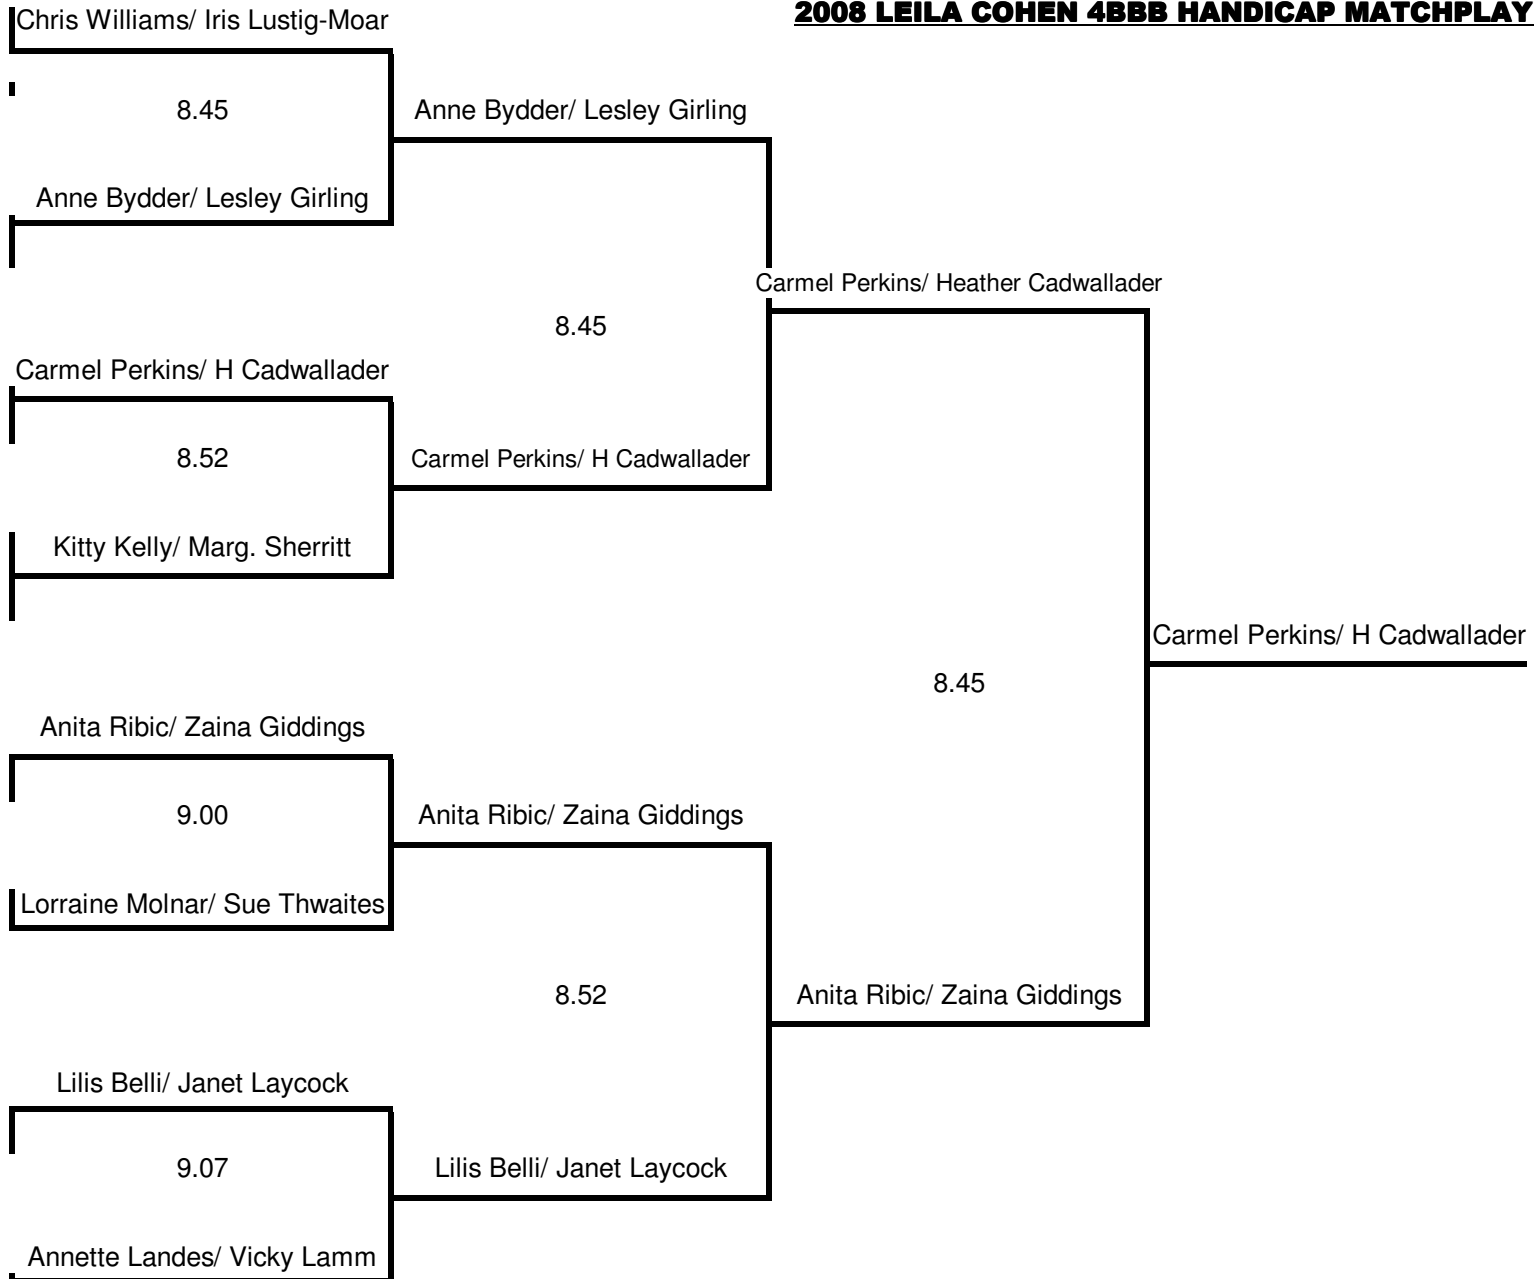 2008 LEILA COHEN 4BBB HANDICAP MATCHPLAY
Chris Williams/ Iris Lustig-Moar
8.45
Anne Bydder/ Lesley Girling
Anne Bydder/ Lesley Girling
Carmel Perkins/ Heather Cadwallader
8.45
Carmel Perkins/ H Cadwallader
8.52
Carmel Perkins/ H Cadwallader
Kitty Kelly/ Marg. Sherritt
Carmel Perkins/ H Cadwallader
8.45
Anita Ribic/ Zaina Giddings
9.00
Anita Ribic/ Zaina Giddings
Lorraine Molnar/ Sue Thwaites
8.52
Anita Ribic/ Zaina Giddings
Lilis Belli/ Janet Laycock
9.07
Lilis Belli/ Janet Laycock
Annette Landes/ Vicky Lamm